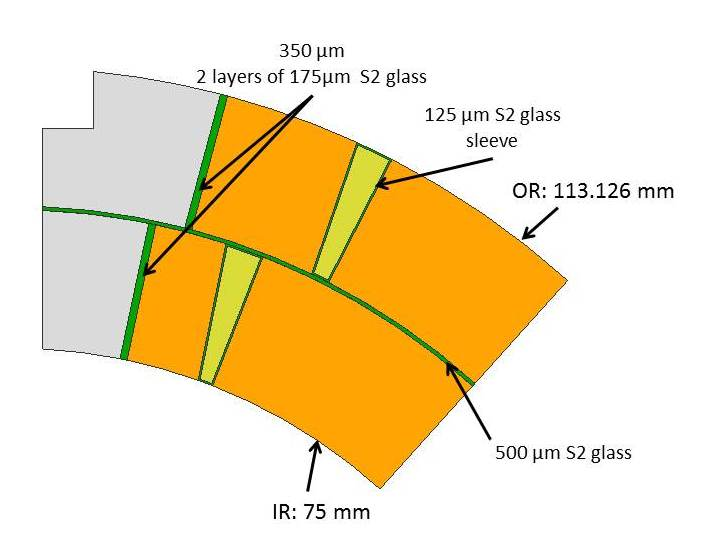 350 µm
2 layers of 175µm S2 glass
125 µm S2 glass
sleeve
OR: 113.126 mm
500 µm S2 glass
IR: 75 mm